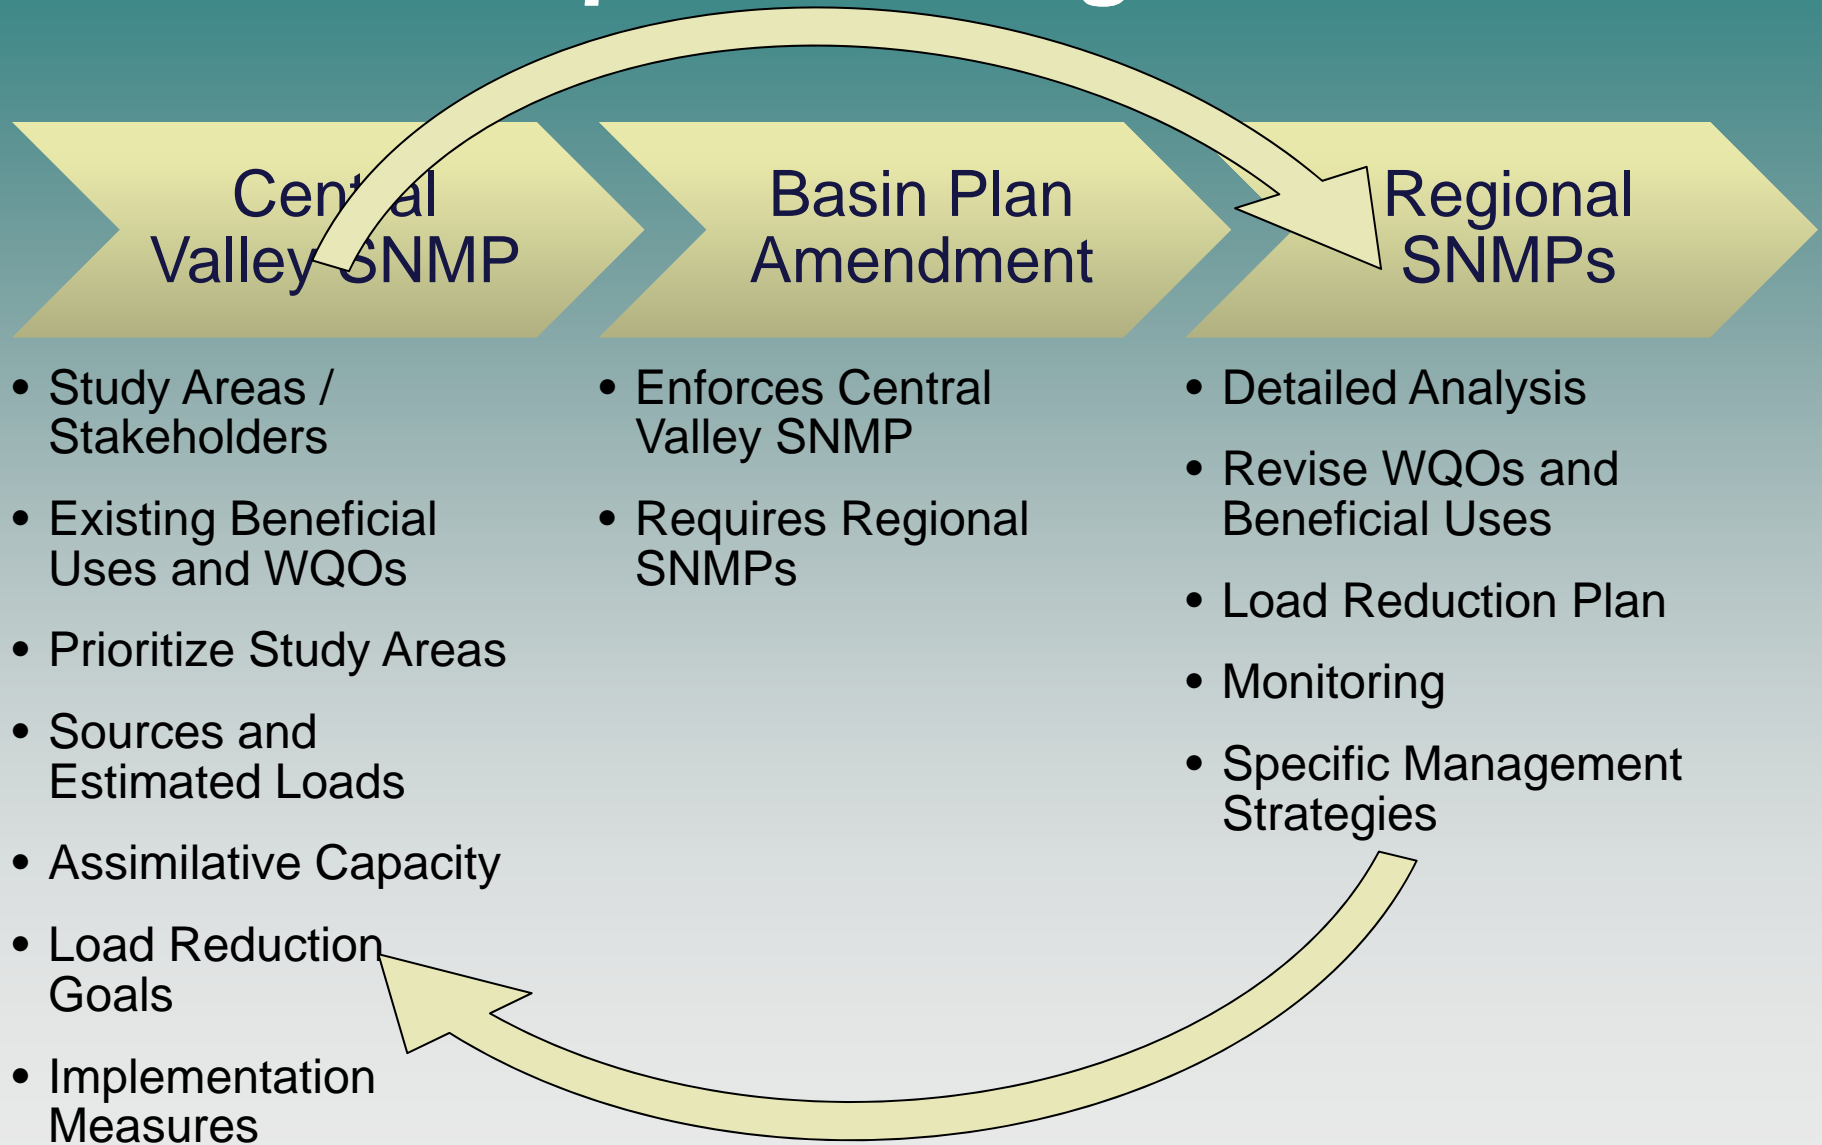 Central
Valley SNMP
Basin Plan
Amendment
Regional
SNMPs
• Study Areas /
Stakeholders
• Existing Beneficial
Uses and WQOs
• Prioritize Study Areas
• Sources and
Estimated Loads
• Assimilative Capacity
• Load Reduction
Goals
• Implementation
Measures
• Enforces Central
Valley SNMP
• Requires Regional
SNMPs
• Detailed Analysis
• Revise WQOs and
Beneficial Uses
• Load Reduction Plan
• Monitoring
• Specific Management
Strategies